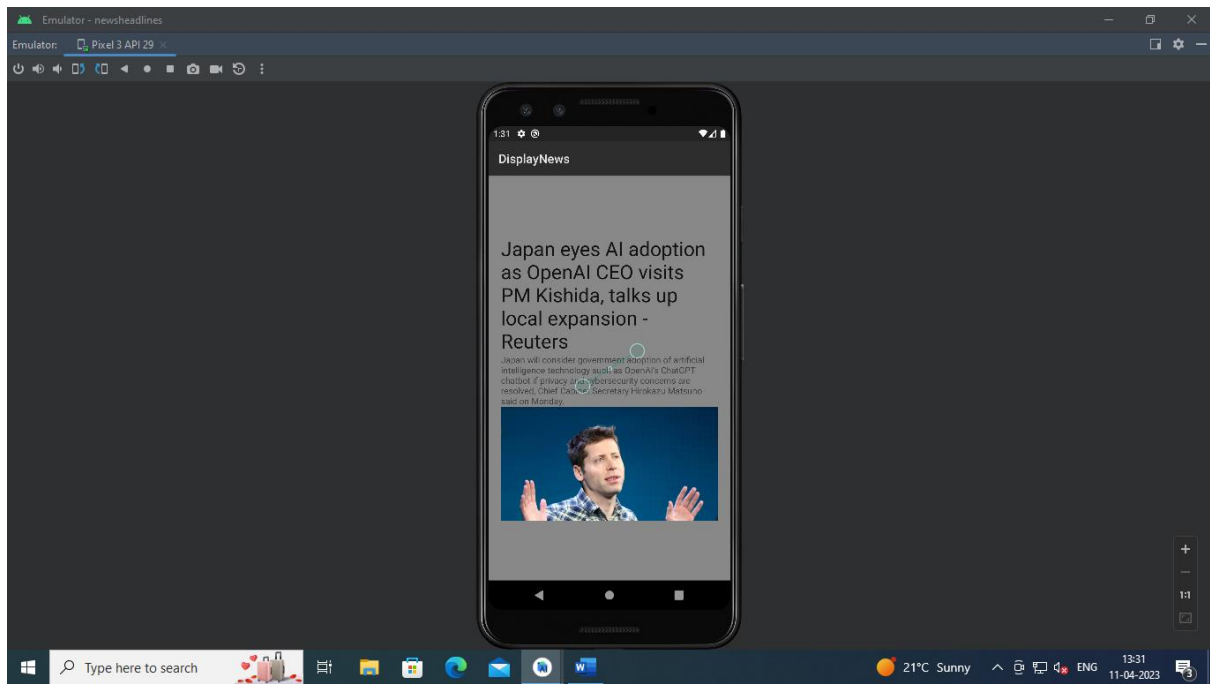 Emulator - newsheadlines
Emulator: Pixel 3 API 29
1:31
DisplayNews
Japan eyes AI adoption
as OpenAI CEO visits
PM Kishida, talks up
local expansion -
Reuters
Japan will consider government adoption of artificial
intelligence technology such as OpenAI's ChatGPT
chatbot if privacy and cybersecurity concerns are
resolved, Chief Cabinet Secretary Hirokazu Matsuno
said on Monday.
1:1
Type here to search
W
21°C Sunny
ENG
13:31
11-04-2023
3